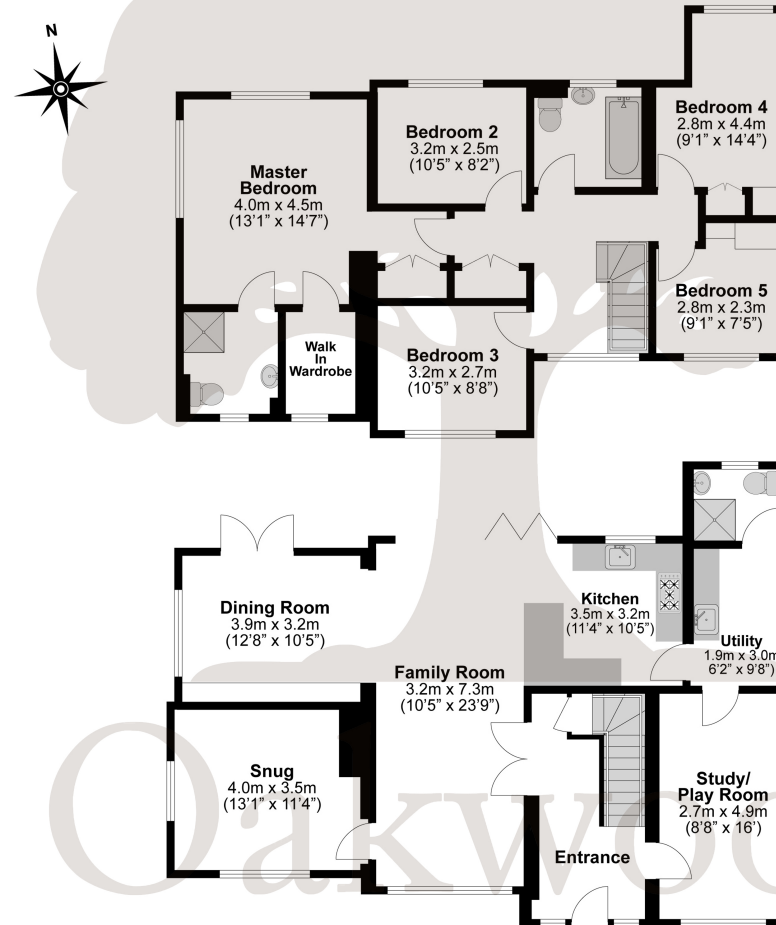 N
Bedroom 4
2.8m x 4.4m
(9’1” x 14’4”)
Bedroom 2
3.2m x 2.5m
(10’5” x 8’2”)
Master
Bedroom
4.0m x 4.5m
(13’1” x 14’7”)
Bedroom 5
2.8m x 2.3m
(9’1” x 7’5”)
Walk
In
Wardrobe
Bedroom 3
3.2m x 2.7m
(10’5” x 8’8”)
Dining Room
3.9m x 3.2m
(12’8” x 10’5”)
Kitchen
3.5m x 3.2m
(11’4” x 10’5”)
Utility
1.9m x 3.0m
6’2” x 9’8”)
Family Room
3.2m x 7.3m
(10’5” x 23’9”)
Snug
4.0m x 3.5m
(13’1” x 11’4”)
Study/
Play Room
2.7m x 4.9m
(8’8” x 16’)
Entrance
Oakwoo